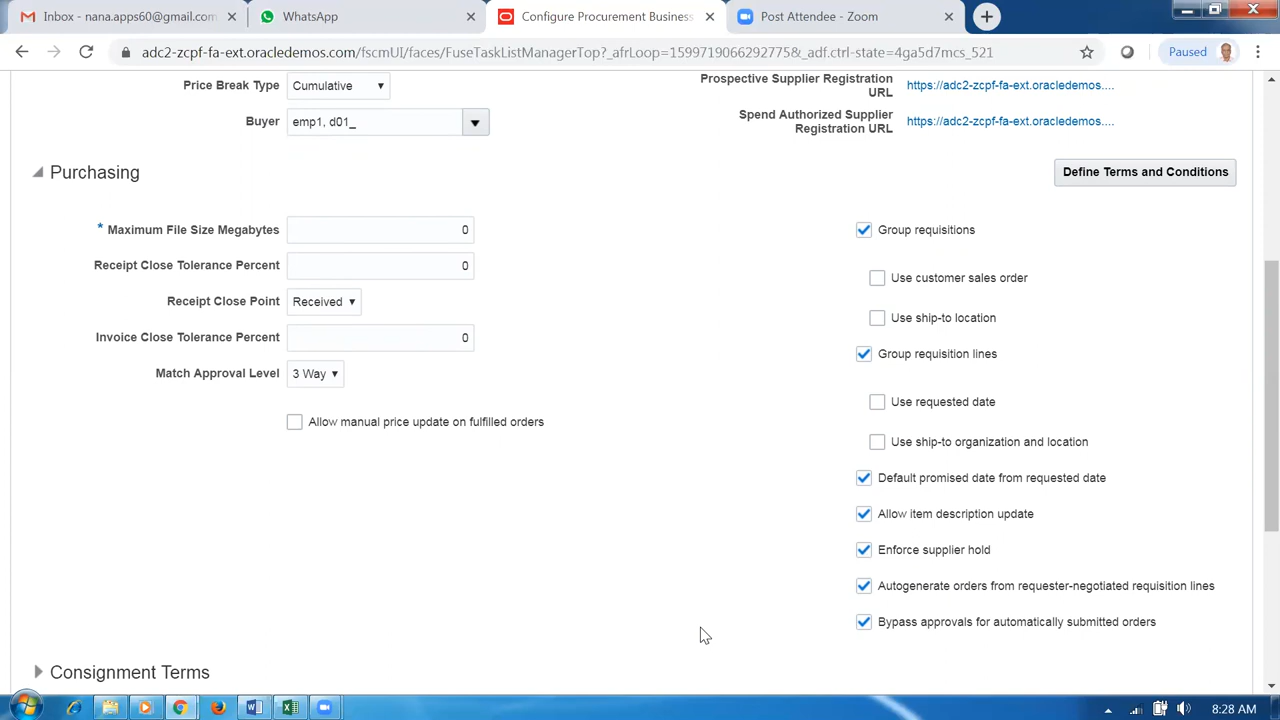 Inbox - nana.apps60@gmail.com
WhatsApp
Configure Procurement Business
Post Attendee - Zoom
adc2-zcpf-fa-ext.oracledemos.com/fscmUI/faces/FuseTaskListManagerTop?_afrLoop=15997190662927​75&_adf.ctrl-state=4ga5d7mcs_521
Paused
Price Break Type Cumulative
Prospective Supplier Registration URL https://adc2-zcpf-fa-ext.oracledemos....
Buyer emp1, d01_
Spend Authorized Supplier Registration URL https://adc2-zcpf-fa-ext.oracledemos....
Purchasing
Define Terms and Conditions
* Maximum File Size Megabytes 0
Group requisitions
Receipt Close Tolerance Percent 0
Use customer sales order
Receipt Close Point Received
Use ship-to location
Invoice Close Tolerance Percent 0
Group requisition lines
Match Approval Level 3 Way
Use requested date
Allow manual price update on fulfilled orders
Use ship-to organization and location
Default promised date from requested date
Allow item description update
Enforce supplier hold
Autogenerate orders from requester-negotiated requisition lines
Bypass approvals for automatically submitted orders
Consignment Terms
8:28 AM